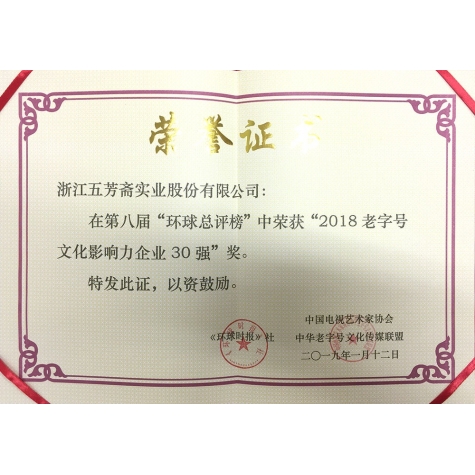 荣誉证书
浙江五芳斋实业股份有限公司：
在第八届“环球总评榜”中荣获“2018老字号
文化影响力企业30强”奖。
特发此证，以资鼓励。
中国电视艺术家协会
《环球时报》社 中华老字号文化传媒联盟
二〇一九年一月十二日